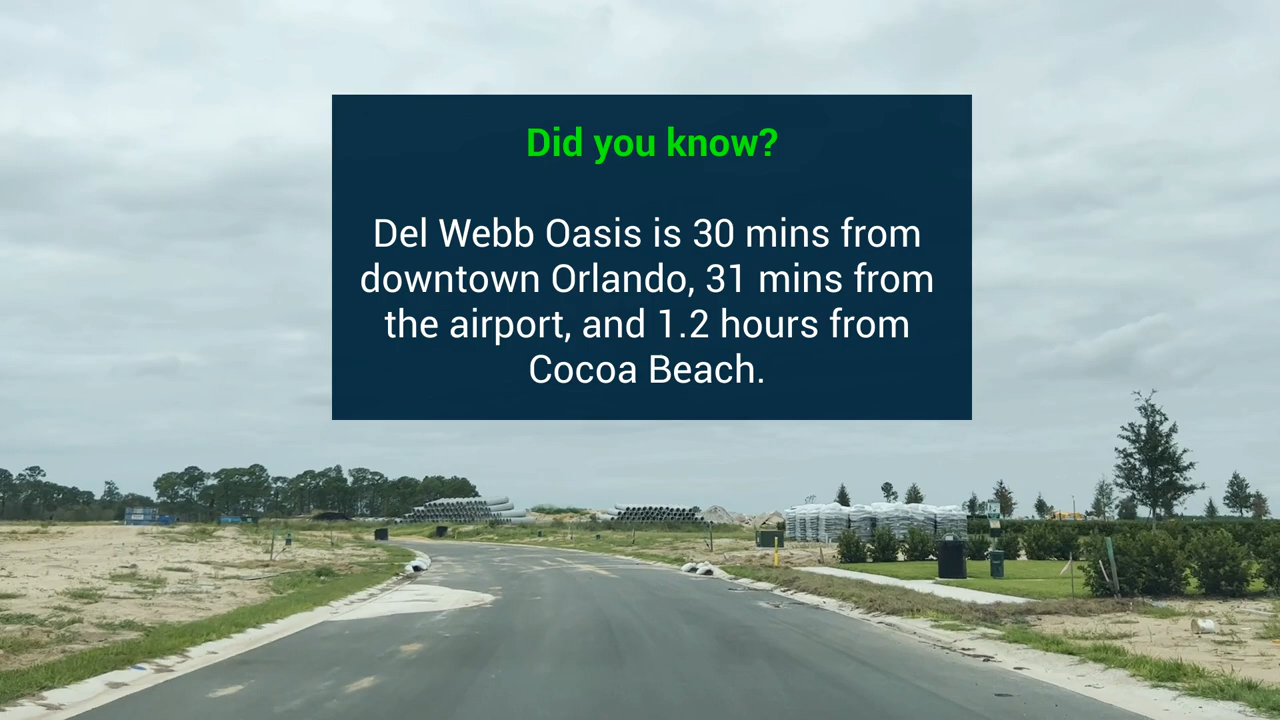 Did you know?
Del Webb Oasis is 30 mins from
downtown Orlando, 31 mins from
the airport, and 1.2 hours from
Cocoa Beach.